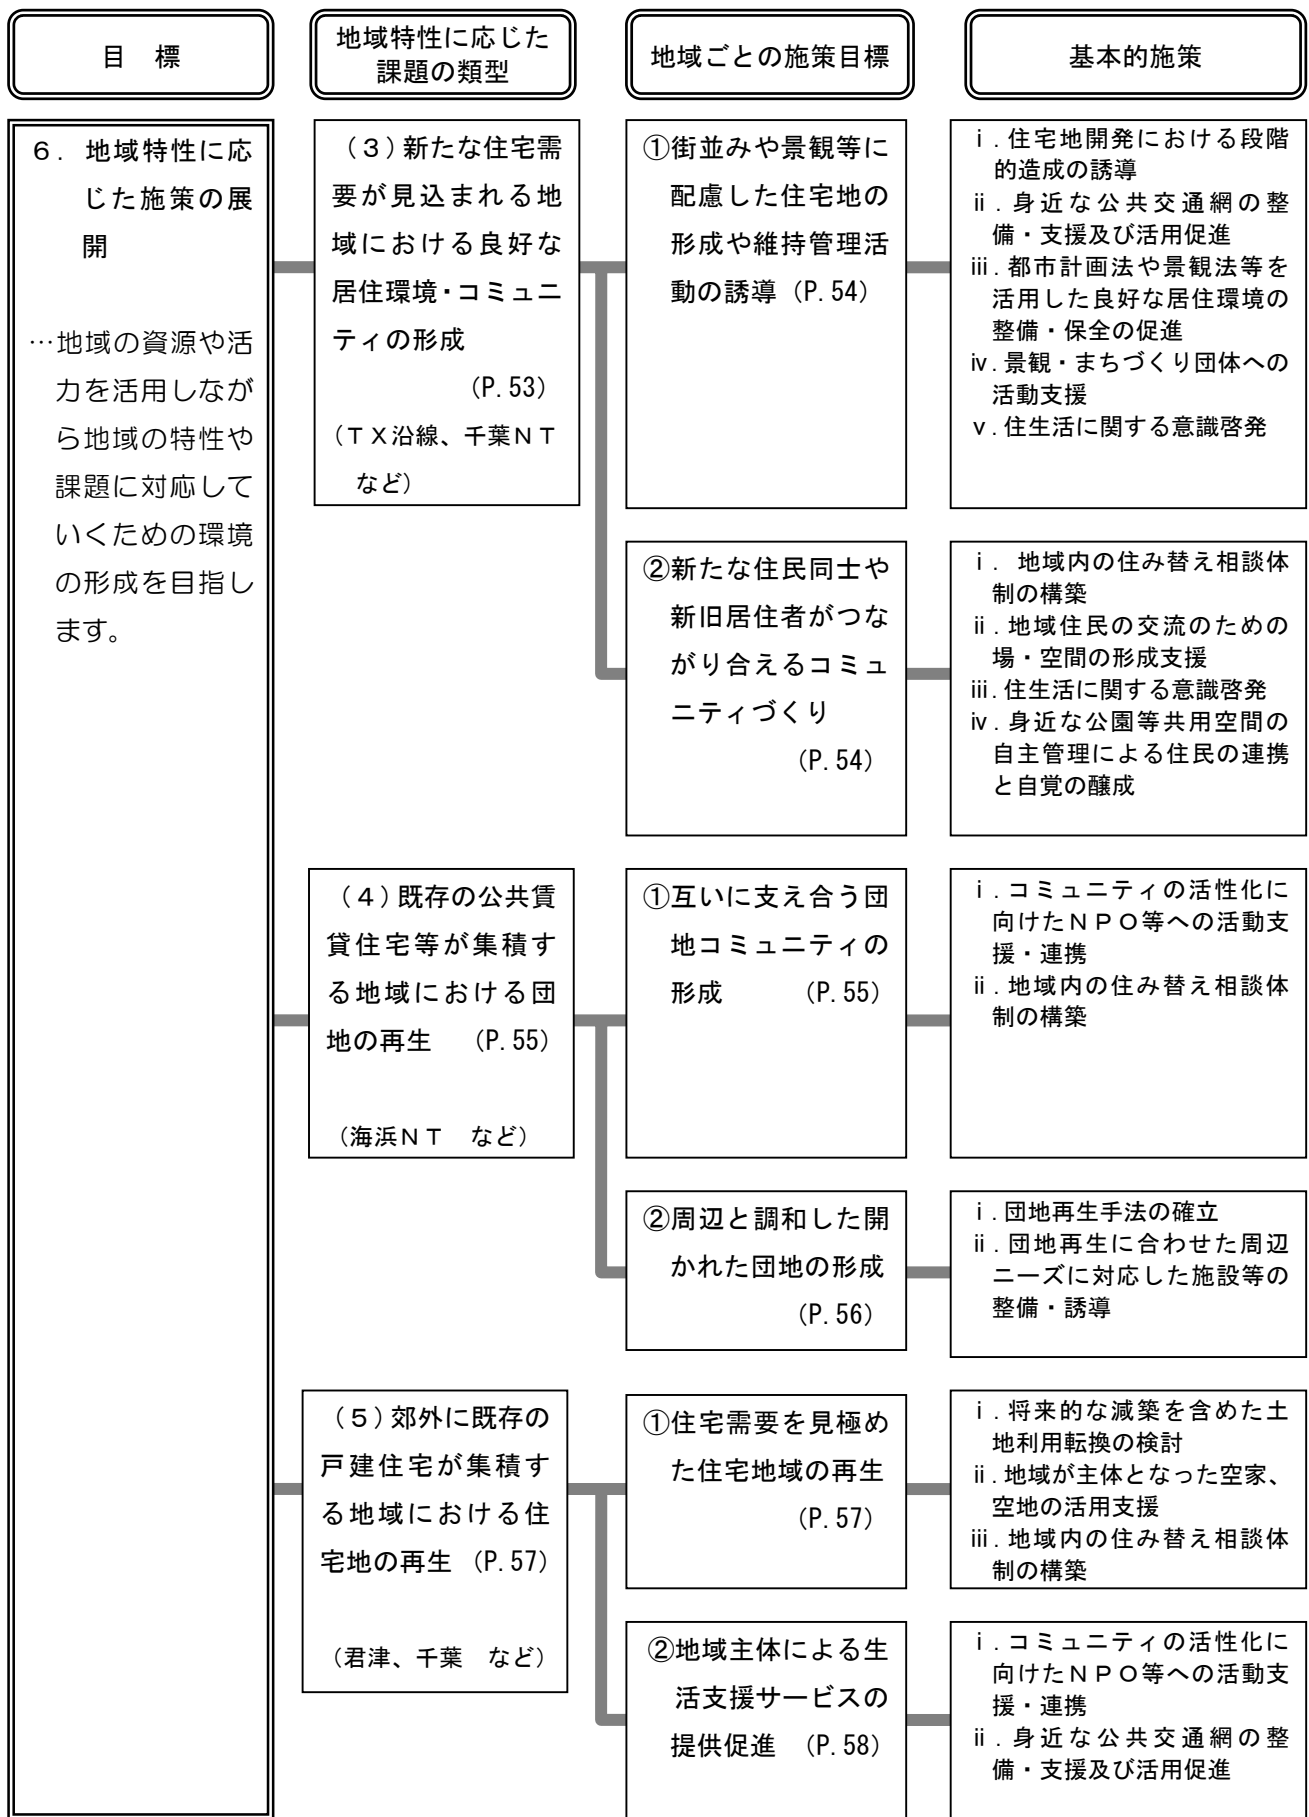 目　標
地域特性に応じた
課題の類型
地域ごとの施策目標
基本的施策
６．地域特性に応
じた施策の展
開
…地域の資源や活
力を活用しなが
ら地域の特性や
課題に対応して
いくための環境
の形成を目指し
ます。
（３）新たな住宅需
要が見込まれる地
域における良好な
居住環境・コミュニ
ティの形成
（P.53）
（ＴＸ沿線、千葉ＮＴ
など）
①街並みや景観等に
配慮した住宅地の
形成や維持管理活
動の誘導（P.54）
ⅰ．住宅地開発における段階
的造成の誘導
ⅱ．身近な公共交通網の整
備・支援及び活用促進
ⅲ．都市計画法や景観法等を
活用した良好な居住環境の
整備・保全の促進
ⅳ．景観・まちづくり団体への
活動支援
ⅴ．住生活に関する意識啓発
②新たな住民同士や
新旧居住者がつな
がり合えるコミュ
ニティづくり
（P.54）
ⅰ．地域内の住み替え相談体
制の構築
ⅱ．地域住民の交流のための
場・空間の形成支援
ⅲ．住生活に関する意識啓発
ⅳ．身近な公園等共用空間の
自主管理による住民の連携
と自覚の醸成
（４）既存の公共賃
貸住宅等が集積す
る地域における団
地の再生　（P.55）
（海浜ＮＴ　など）
①互いに支え合う団
地コミュニティの
形成　　（P.55）
ⅰ．コミュニティの活性化に
向けたＮＰＯ等への活動支
援・連携
ⅱ．地域内の住み替え相談体
制の構築
②周辺と調和した開
かれた団地の形成
（P.56）
ⅰ．団地再生手法の確立
ⅱ．団地再生に合わせた周辺
ニーズに対応した施設等の
整備・誘導
（５）郊外に既存の
戸建住宅が集積す
る地域における住
宅地の再生（P.57）
（君津、千葉　など）
①住宅需要を見極め
た住宅地域の再生
（P.57）
ⅰ．将来的な減築を含めた土
地利用転換の検討
ⅱ．地域が主体となった空家、
空地の活用支援
ⅲ．地域内の住み替え相談体
制の構築
②地域主体による生
活支援サービスの
提供促進　（P.58）
ⅰ．コミュニティの活性化に
向けたＮＰＯ等への活動支
援・連携
ⅱ．身近な公共交通網の整
備・支援及び活用促進